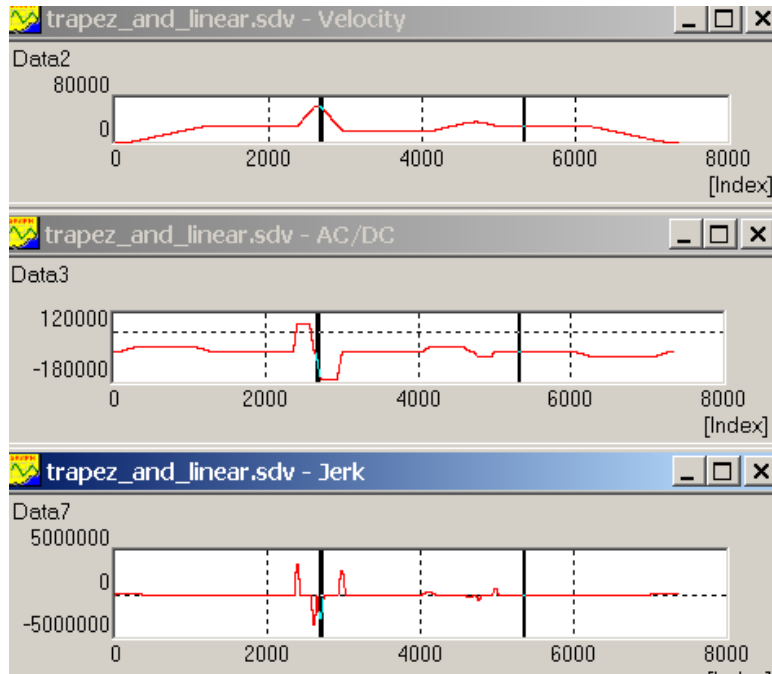 trapez_and_linear.sdv - Velocity
Data2
80000
0
0 2000 4000 6000 8000
[Index]
trapez_and_linear.sdv - AC/DC
Data3
120000
-180000
0 2000 4000 6000 8000
[Index]
trapez_and_linear.sdv - Jerk
Data7
5000000
0
-5000000
0 2000 4000 6000 8000